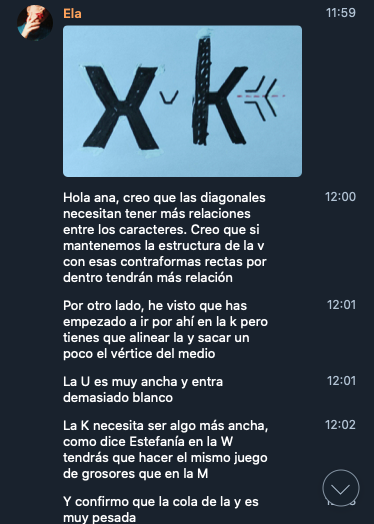 Ela
11:59
x v k
Hola ana, creo que las diagonales
12:00
necesitan tener más relaciones
entre los caracteres. Creo que si
mantenemos la estructura de la v
con esas contraformas rectas por
dentro tendrán más relación
Por otro lado, he visto que has
12:01
empezado a ir por ahí en la k pero
tienes que alinear la y sacar un
poco el vértice del medio
La U es muy ancha y entra
12:01
demasiado blanco
La K necesita ser algo más ancha,
12:02
como dice Estefanía en la W
tendrás que hacer el mismo juego
de grosores que en la M
Y confirmo que la cola de la y es
muy pesada